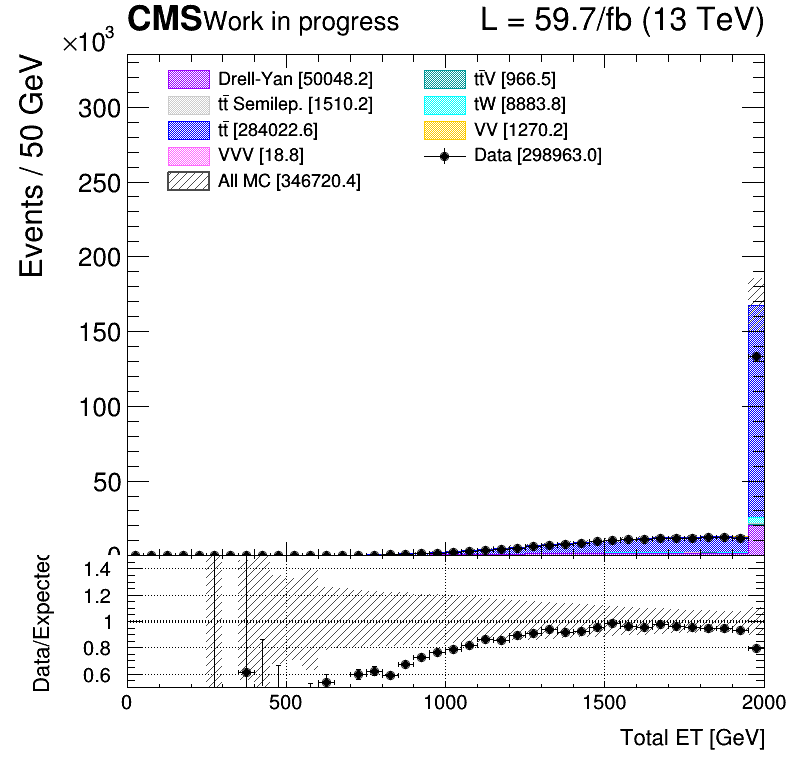 CMS Work in progress L = 59.7/fb (13 TeV)
×10³
Events / 50 GeV
300
250
200
150
100
50
0
Drell-Yan [50048.2]
tt̄ Semilep. [1510.2]
tt̄ [284022.6]
VVV [18.8]
All MC [346720.4]
tt̄V [966.5]
tW [8883.8]
VV [1270.2]
Data [298963.0]
Data/Expected
1.4
1.2
1
0.8
0.6
0 500 1000 1500 2000
Total ET [GeV]